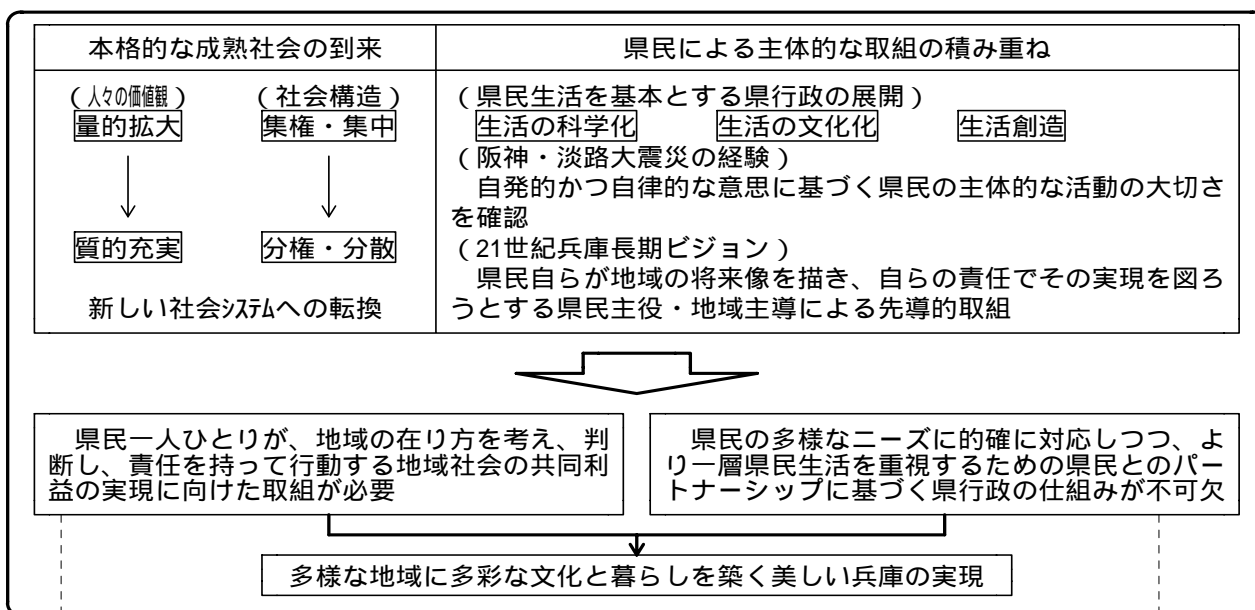 本格的な成熟社会の到来
(人々の価値観) (社会構造)
量的拡大 集権・集中
質的充実 分権・分散
新しい社会システムへの転換
県民による主体的な取組の積み重ね
(県民生活を基本とする県行政の展開)
生活の科学化 生活の文化化 生活創造
(阪神・淡路大震災の経験)
自発的かつ自律的な意思に基づく県民の主体的な活動の大切さ
を確認
(21世紀兵庫長期ビジョン)
県民自らが地域の将来像を描き、自らの責任でその実現を図ろ
うとする県民主役・地域主導による先導的取組
県民一人ひとりが、地域の在り方を考え、判
断し、責任を持って行動する地域社会の共同利
益の実現に向けた取組が必要
県民の多様なニーズに的確に対応しつつ、よ
り一層県民生活を重視するための県民とのパー
トナーシップに基づく県行政の仕組みが不可欠
多様な地域に多彩な文化と暮らしを築く美しい兵庫の実現